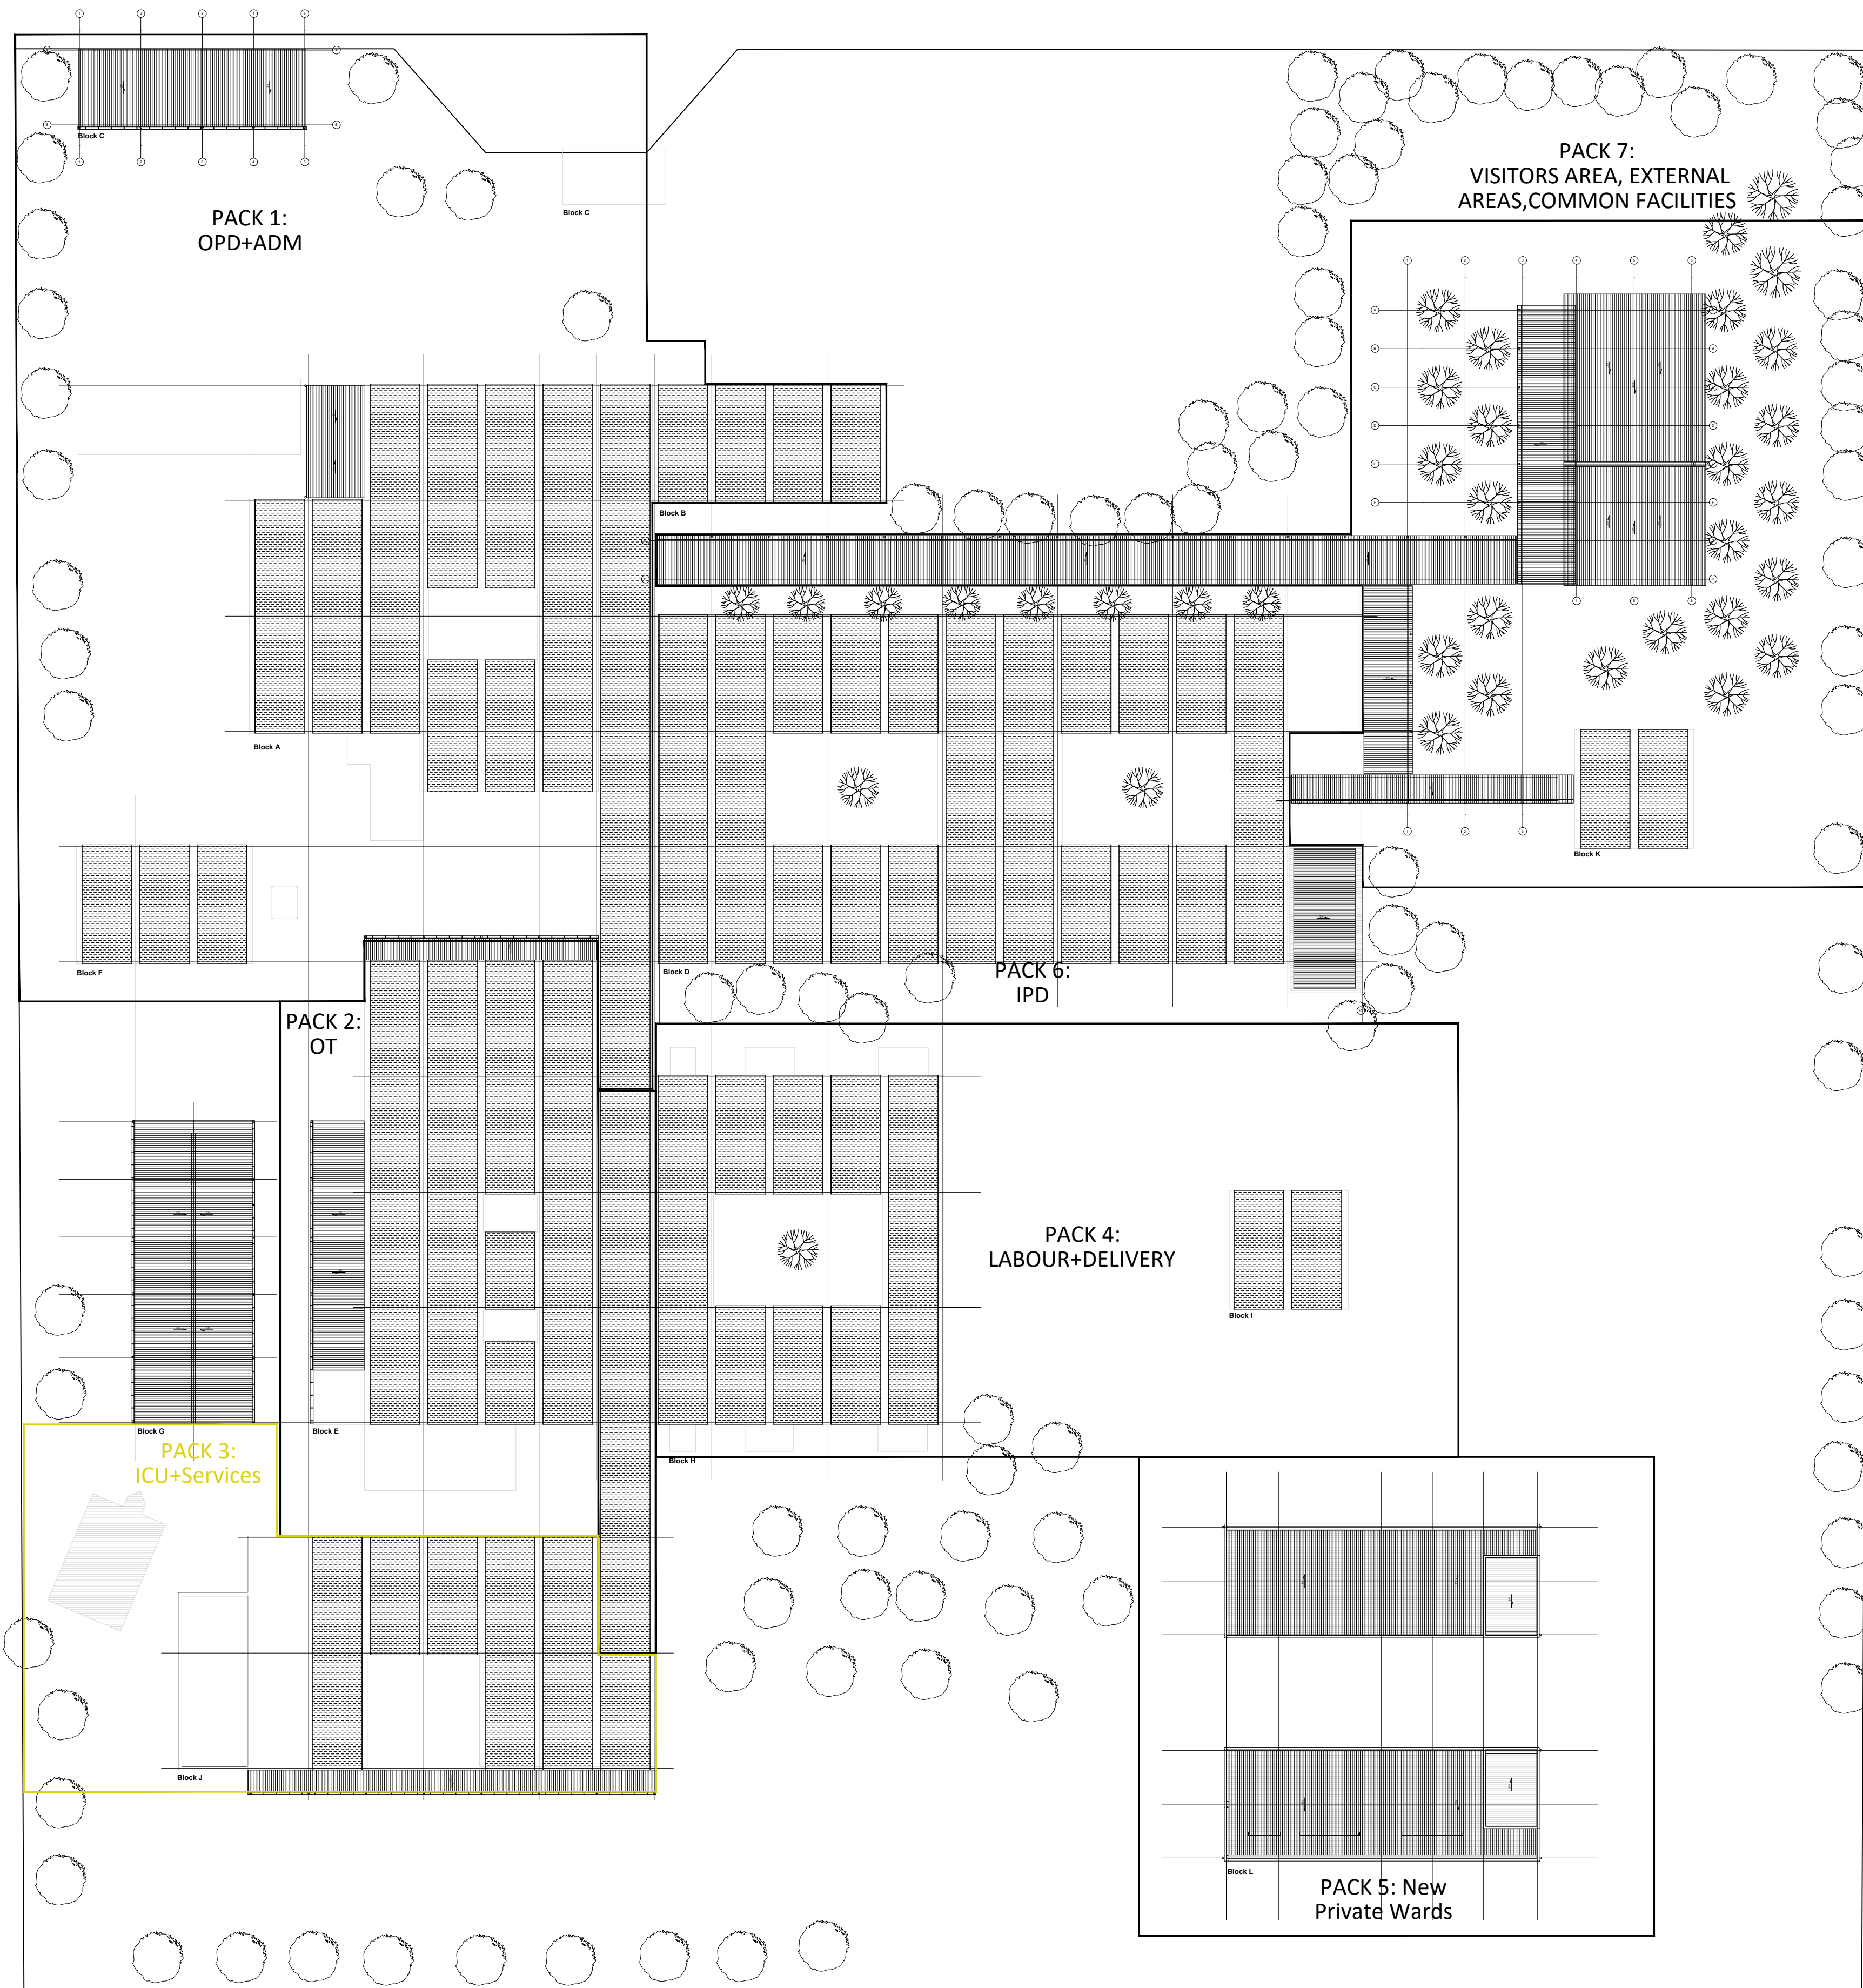 Block C
PACK 1:
OPD+ADM
Block C
PACK 7:
VISITORS AREA, EXTERNAL
AREAS,COMMON FACILITIES
Block B
Block A
Block K
Block F
Block D
PACK 6:
IPD
PACK 2:
OT
PACK 4:
LABOUR+DELIVERY
Block I
Block G
Block E
PACK 3:
ICU+Services
Block H
Block J
Block L
PACK 5: New
Private Wards